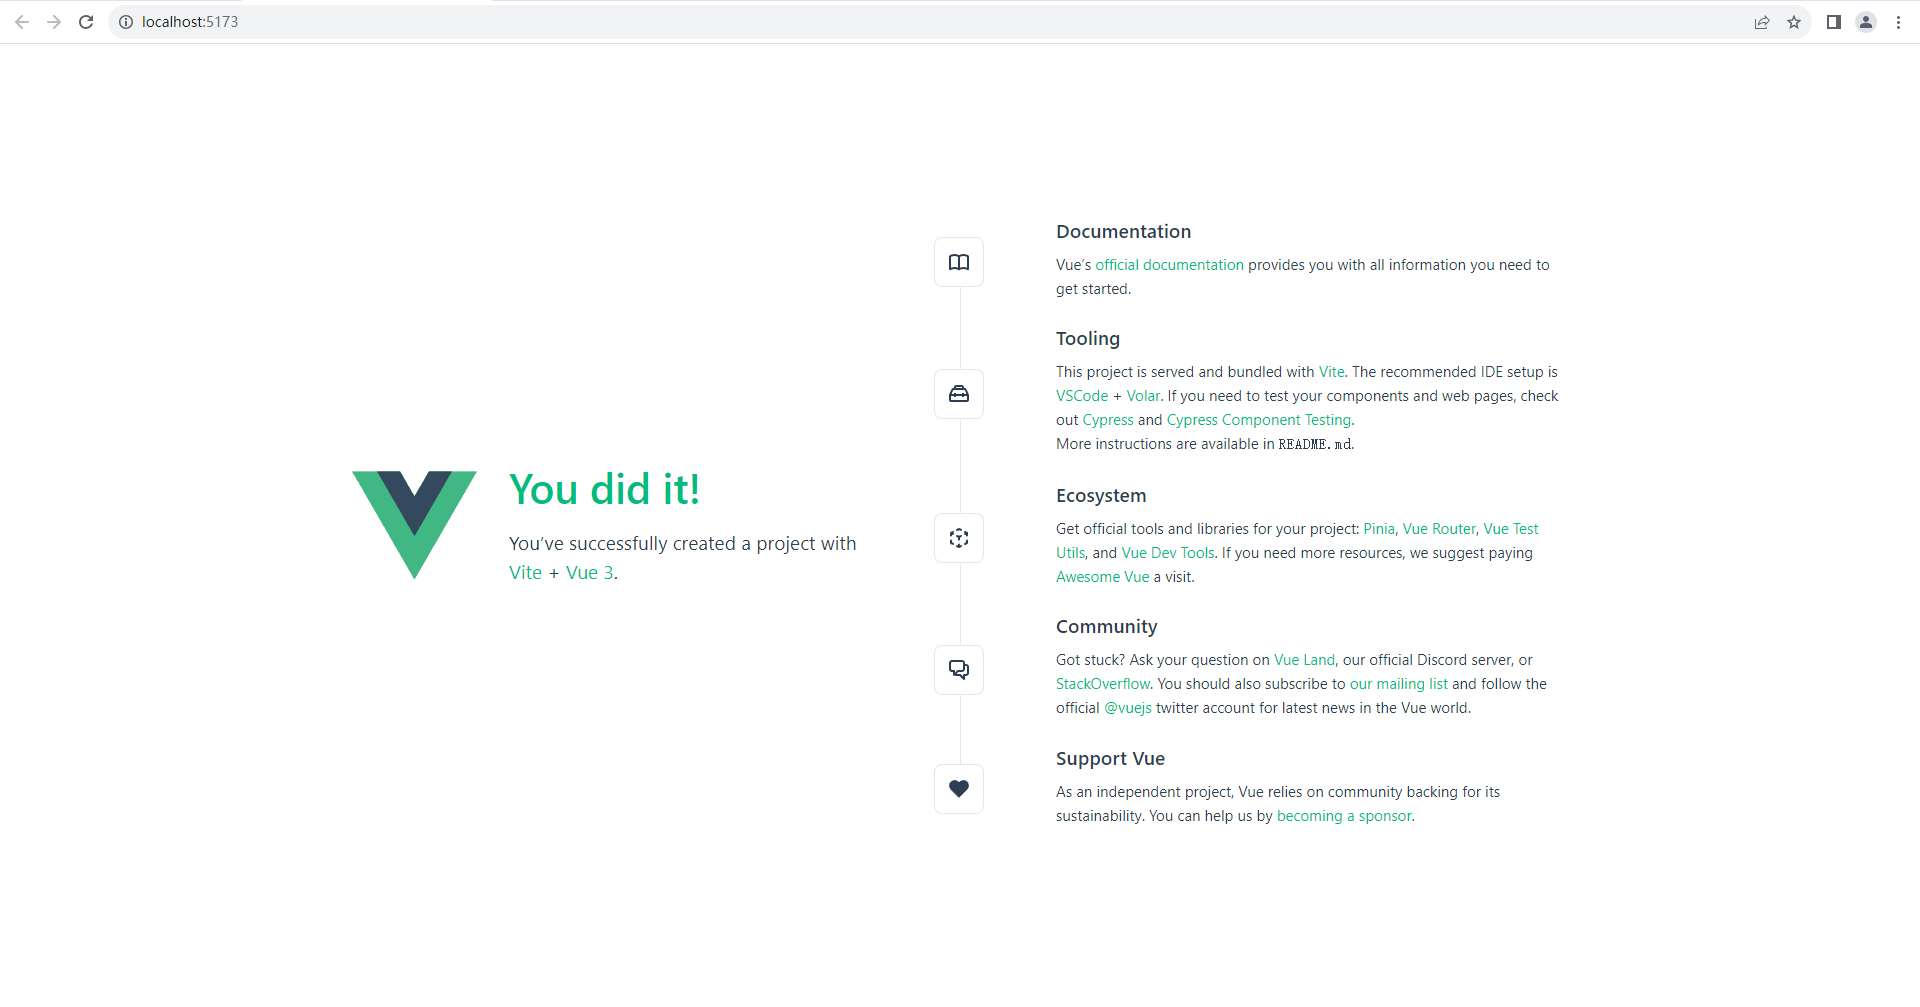 localhost:5173
You did it!
You’ve successfully created a project with
Vite + Vue 3.
Documentation
Vue’s official documentation provides you with all information you need to
get started.
Tooling
This project is served and bundled with Vite. The recommended IDE setup is
VSCode + Volar. If you need to test your components and web pages, check
out Cypress and Cypress Component Testing.
More instructions are available in README.md.
Ecosystem
Get official tools and libraries for your project: Pinia, Vue Router, Vue Test
Utils, and Vue Dev Tools. If you need more resources, we suggest paying
Awesome Vue a visit.
Community
Got stuck? Ask your question on Vue Land, our official Discord server, or
StackOverflow. You should also subscribe to our mailing list and follow the
official @vuejs twitter account for latest news in the Vue world.
Support Vue
As an independent project, Vue relies on community backing for its
sustainability. You can help us by becoming a sponsor.